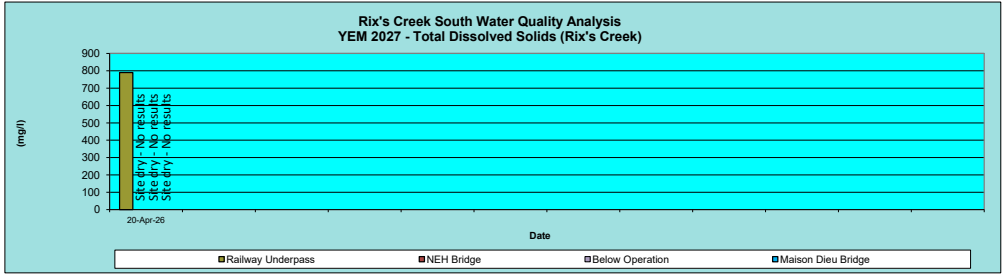 Rix's Creek South Water Quality Analysis
YEM 2027 - Total Dissolved Solids (Rix's Creek)
(mg/l)
900
800
700
600
500
400
300
200
100
0
Site dry - No results
Site dry - No results
Site dry - No results
20-Apr-26
Date
Railway Underpass
NEH Bridge
Below Operation
Maison Dieu Bridge